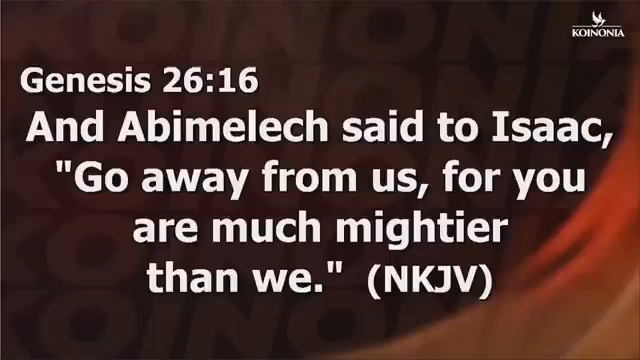 KOINONIA
Genesis 26:16
And Abimelech said to Isaac,
"Go away from us, for you
are much mightier
than we." (NKJV)